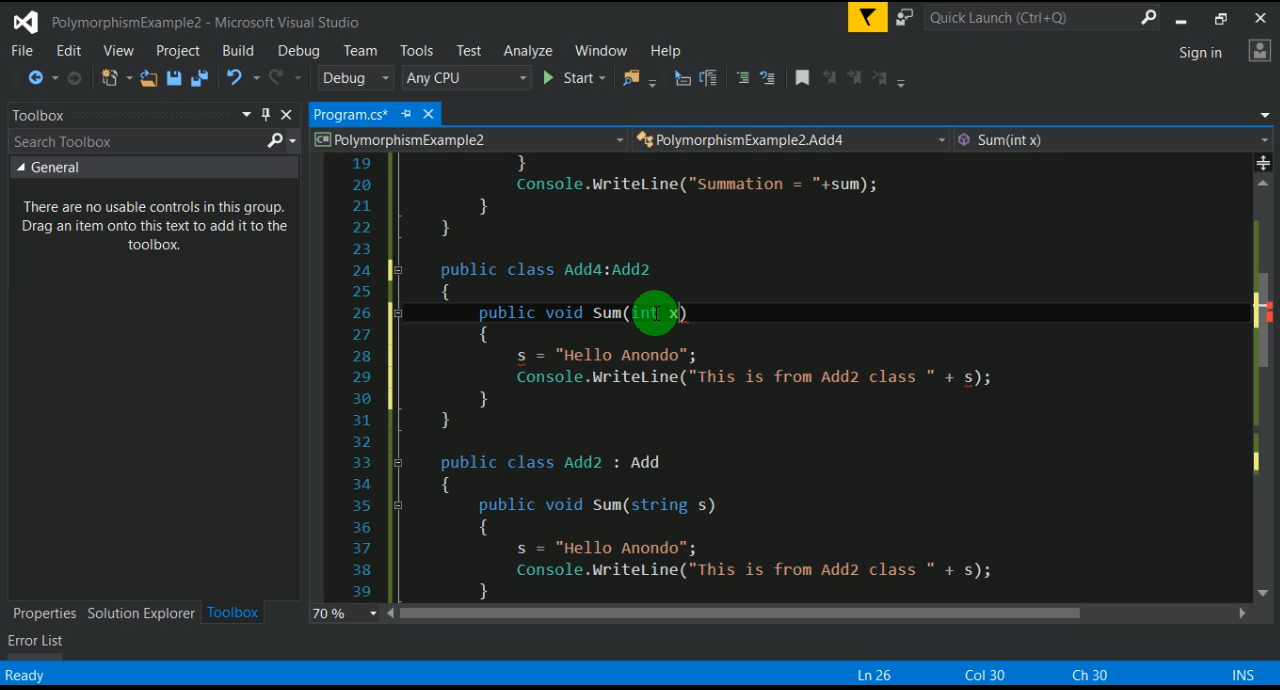 PolymorphismExample2 - Microsoft Visual Studio
Quick Launch (Ctrl+Q)
File Edit View Project Build Debug Team Tools Test Analyze Window Help
Sign in
Debug Any CPU Start
Toolbox
Search Toolbox
General
There are no usable controls in this group.
Drag an item onto this text to add it to the
toolbox.
Program.cs*
PolymorphismExample2 PolymorphismExample2.Add4 Sum(int x)
19 }
20 Console.WriteLine("Summation = "+sum);
21 }
22 }
23
24 public class Add4:Add2
25 {
26 public void Sum(int x)
27 {
28 s = "Hello Anondo";
29 Console.WriteLine("This is from Add2 class " + s);
30 }
31 }
32
33 public class Add2 : Add
34 {
35 public void Sum(string s)
36 {
37 s = "Hello Anondo";
38 Console.WriteLine("This is from Add2 class " + s);
39 }
70 %
Properties Solution Explorer Toolbox
Error List
Ready Ln 26 Col 30 Ch 30 INS